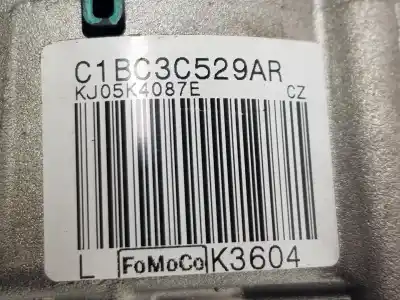 C1BC3C529AR
KJ05K4087E CZ
L FoMoCo K3604